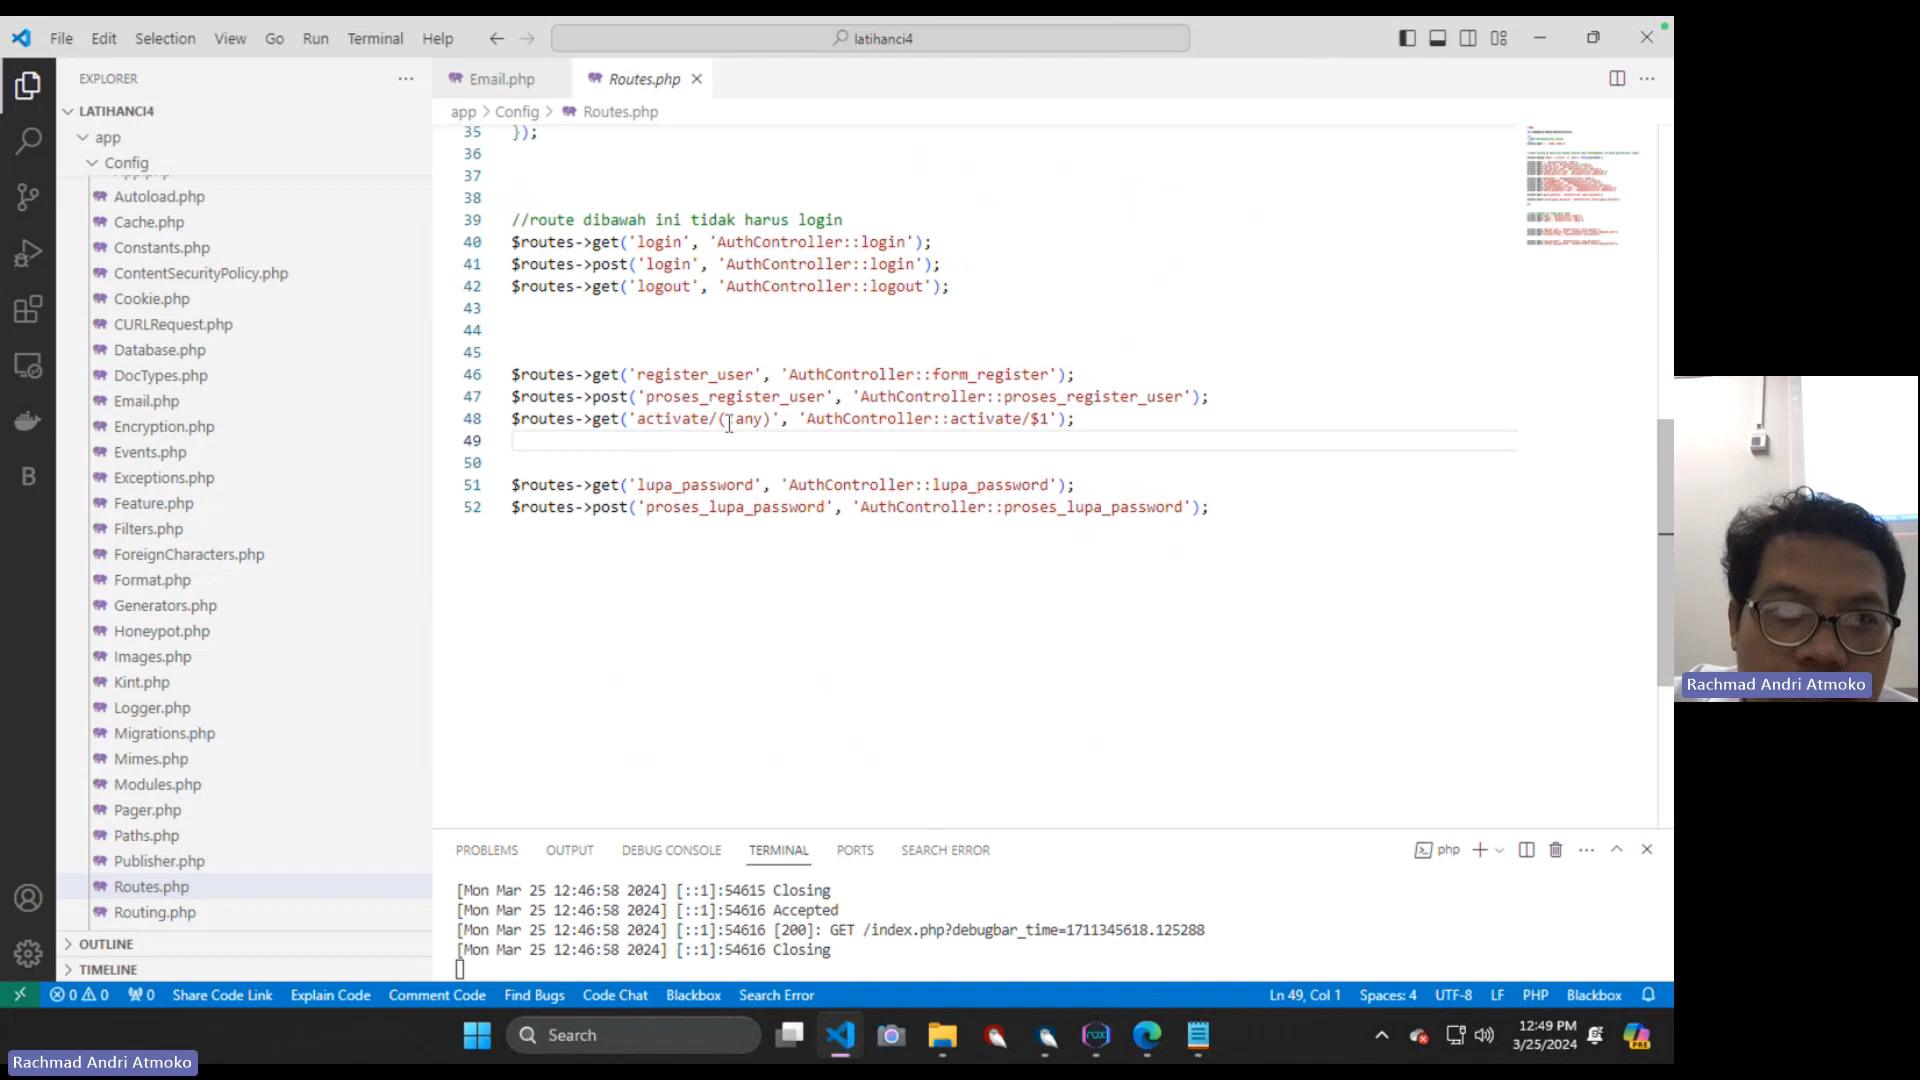 File Edit Selection View Go Run Terminal Help
latihanci4
EXPLORER
LATIHANCI4
app
Config
Autoload.php
Cache.php
Constants.php
ContentSecurityPolicy.php
Cookie.php
CURLRequest.php
Database.php
DocTypes.php
Email.php
Encryption.php
Events.php
Exceptions.php
Feature.php
Filters.php
ForeignCharacters.php
Format.php
Generators.php
Honeypot.php
Images.php
Kint.php
Logger.php
Migrations.php
Mimes.php
Modules.php
Pager.php
Paths.php
Publisher.php
Routes.php
Routing.php
OUTLINE
TIMELINE
Email.php Routes.php
app > Config > Routes.php
35 });
36
37
38
39 //route dibawah ini tidak harus login
40 $routes->get('login', 'AuthController::login');
41 $routes->post('login', 'AuthController::login');
42 $routes->get('logout', 'AuthController::logout');
43
44
45
46 $routes->get('register_user', 'AuthController::form_register');
47 $routes->post('proses_register_user', 'AuthController::proses_register_user');
48 $routes->get('activate/(:any)', 'AuthController::activate/$1');
49
50
51 $routes->get('lupa_password', 'AuthController::lupa_password');
52 $routes->post('proses_lupa_password', 'AuthController::proses_lupa_password');
PROBLEMS OUTPUT DEBUG CONSOLE TERMINAL PORTS SEARCH ERROR
php
[Mon Mar 25 12:46:58 2024] [::1]:54615 Closing
[Mon Mar 25 12:46:58 2024] [::1]:54616 Accepted
[Mon Mar 25 12:46:58 2024] [::1]:54616 [200]: GET /index.php?debugbar_time=1711345618.125288
[Mon Mar 25 12:46:58 2024] [::1]:54616 Closing
0 0 0 Share Code Link Explain Code Comment Code Find Bugs Code Chat Blackbox Search Error
Ln 49, Col 1 Spaces: 4 UTF-8 LF PHP Blackbox
Search
12:49 PM
3/25/2024
PRE
Rachmad Andri Atmoko
Rachmad Andri Atmoko